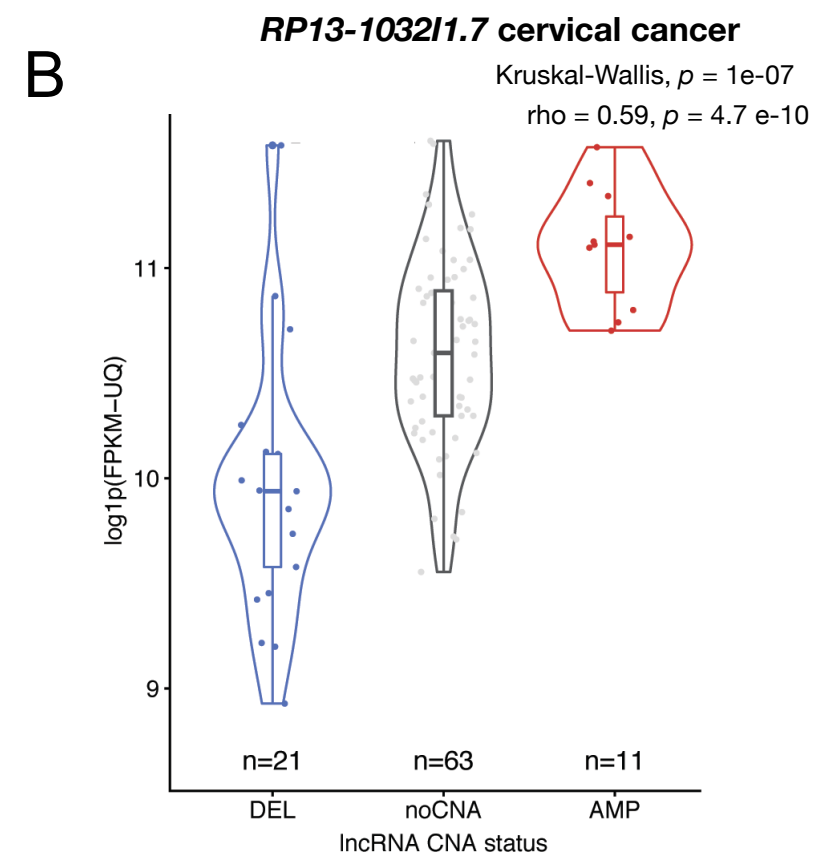 RP13-1032I1.7 cervical cancer
B
Kruskal-Wallis, p = 1e-07
rho = 0.59, p = 4.7 e-10
11
10
9
log1p(FPKM−UQ)
n=21 n=63 n=11
DEL noCNA AMP
lncRNA CNA status